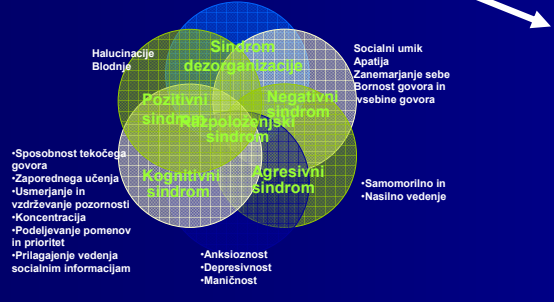 Halucinacije
Blodnje
Sindrom
dezorganizacije
Socialni umik
Apatija
Zanemarjanje sebe
Bornost govora in
vsebine govora
Pozitivni
sindrom
Negativni
sindrom
Razpoloženjski
sindrom
Kognitivni
sindrom
Agresivni
sindrom
•Sposobnost tekočega
govora
•Zaporednega učenja
•Usmerjanje in
vzdrževanje pozornosti
•Koncentracija
•Podeljevanje pomenov
in prioritet
•Prilagajanje vedenja
socialnim informacijam
•Samomorilno in
•Nasilno vedenje
•Anksioznost
•Depresivnost
•Maničnost